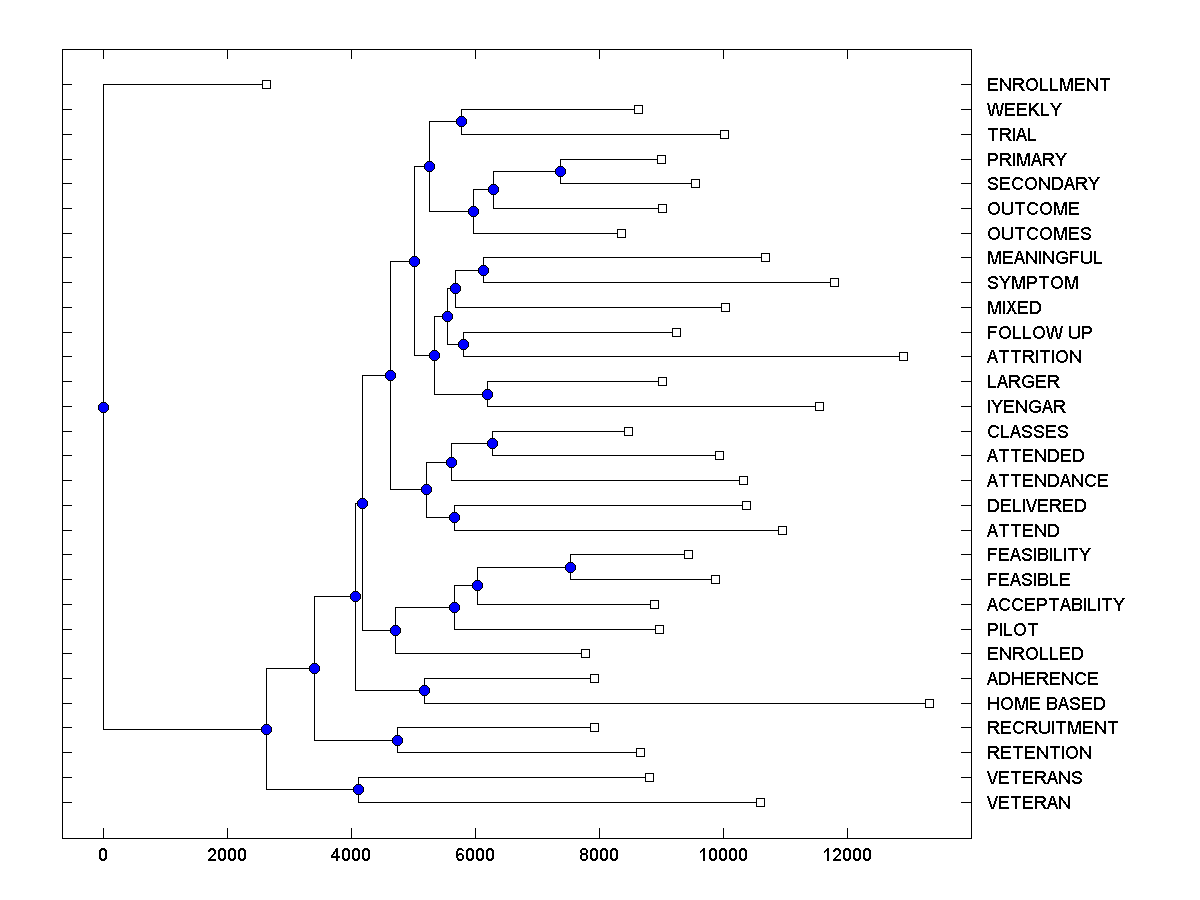 ENROLLMENT
WEEKLY
TRIAL
PRIMARY
SECONDARY
OUTCOME
OUTCOMES
MEANINGFUL
SYMPTOM
MIXED
FOLLOW UP
ATTRITION
LARGER
IYENGAR
CLASSES
ATTENDED
ATTENDANCE
DELIVERED
ATTEND
FEASIBILITY
FEASIBLE
ACCEPTABILITY
PILOT
ENROLLED
ADHERENCE
HOME BASED
RECRUITMENT
RETENTION
VETERANS
VETERAN
0 2000 4000 6000 8000 10000 12000